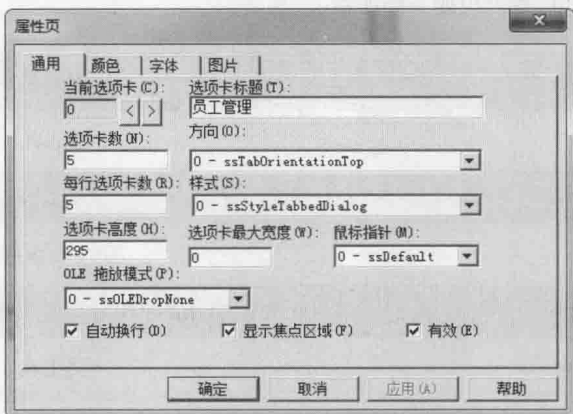 属性页
通用 颜色 字体 图片
当前选项卡(C): 选项卡标题(T):
0 < > 员工管理
选项卡数(N): 方向(O):
5 0 - ssTabOrientationTop
每行选项卡数(R): 样式(S):
5 0 - ssStyleTabbedDialog
选项卡高度(H): 选项卡最大宽度(W): 鼠标指针(M):
295 0 0 - ssDefault
OLE 拖放模式(P):
0 - ssOLEDropNone
自动换行(D) 显示焦点区域(F) 有效(E)
确定 取消 应用(A) 帮助